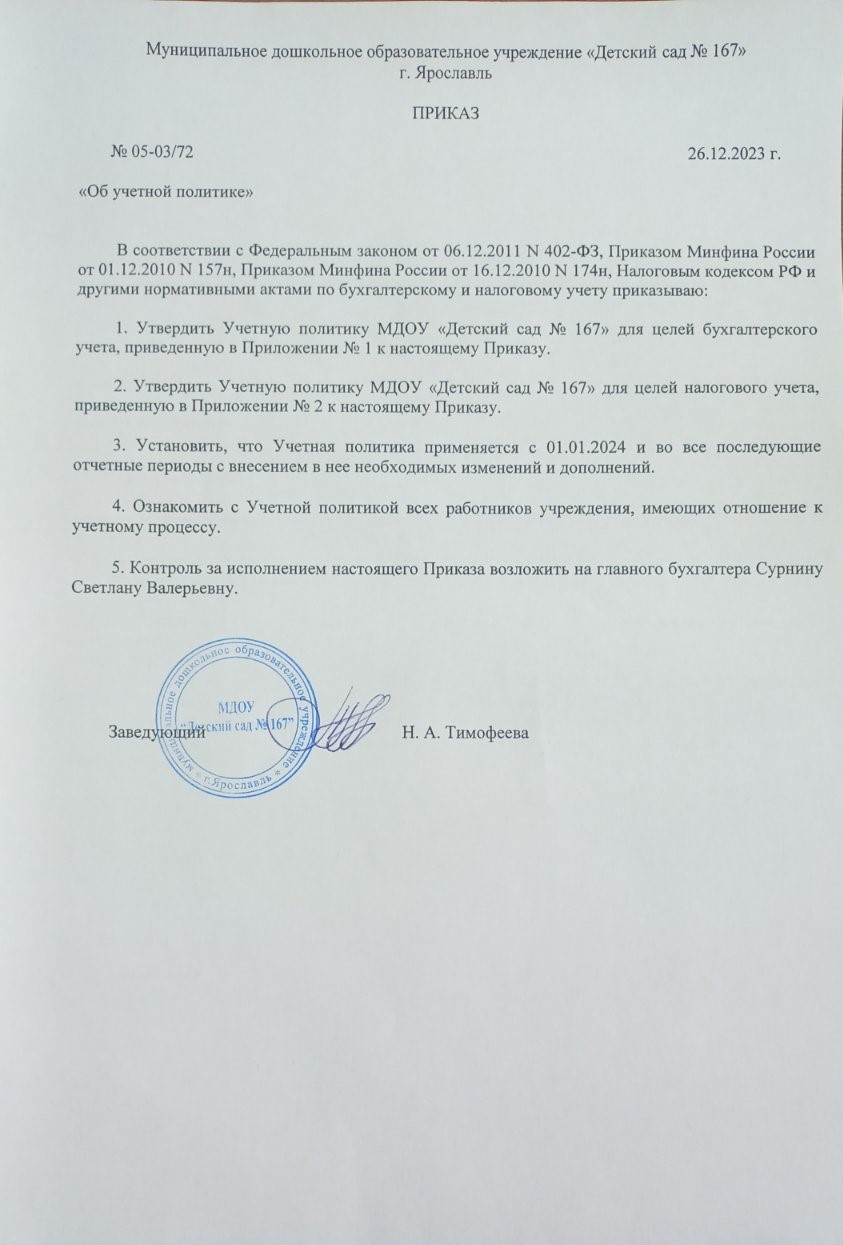 Муниципальное дошкольное образовательное учреждение «Детский сад № 167»
г. Ярославль
ПРИКАЗ
№ 05-03/72 26.12.2023 г.
«Об учетной политике»
В соответствии с Федеральным законом от 06.12.2011 N 402-ФЗ, Приказом Минфина России
от 01.12.2010 N 157н, Приказом Минфина России от 16.12.2010 N 174н, Налоговым кодексом РФ и
другими нормативными актами по бухгалтерскому и налоговому учету приказываю:
1. Утвердить Учетную политику МДОУ «Детский сад № 167» для целей бухгалтерского
учета, приведенную в Приложении № 1 к настоящему Приказу.
2. Утвердить Учетную политику МДОУ «Детский сад № 167» для целей налогового учета,
приведенную в Приложении № 2 к настоящему Приказу.
3. Установить, что Учетная политика применяется с 01.01.2024 и во все последующие
отчетные периоды с внесением в нее необходимых изменений и дополнений.
4. Ознакомить с Учетной политикой всех работников учреждения, имеющих отношение к
учетному процессу.
5. Контроль за исполнением настоящего Приказа возложить на главного бухгалтера Сурнину
Светлану Валерьевну.
муниципальное дошкольное образовательное учреждение
МДОУ
"Детский сад № 167"
* г.Ярославль *
Заведующий Н. А. Тимофеева